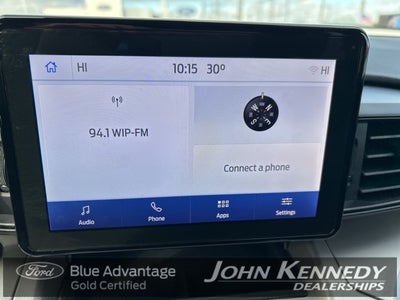 HI 10:15 30° HI
94.1 WIP-FM
N E S W
Connect a phone
Audio Phone Apps Settings
Ford Blue Advantage
Gold Certified
JOHN KENNEDY
DEALERSHIPS